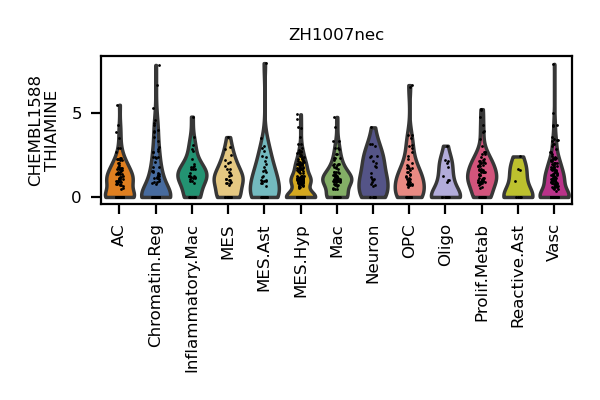 ZH1007nec
CHEMBL1588
THIAMINE
5
0
AC
Chromatin.Reg
Inflammatory.Mac
MES
MES.Ast
MES.Hyp
Mac
Neuron
OPC
Oligo
Prolif.Metab
Reactive.Ast
Vasc